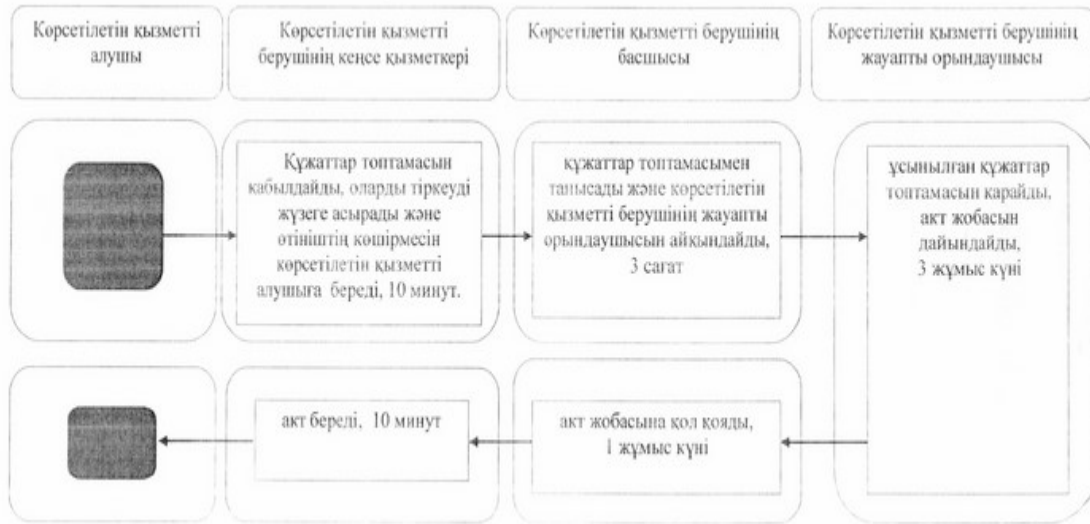 Көрсетілетін қызметті
алушы
Көрсетілетін қызметті
берушінің кеңсе қызметкері
Көрсетілетін қызметті берушінің
басшысы
Көрсетілетін қызметті берушінің
жауапты орындаушысы
Құжаттар топтамасын
қабылдайды, оларды тіркеуді
жүзеге асырады және
өтініштің көшірмесін
көрсетілетін қызметті
алушыға береді, 10 минут.
құжаттар топтамасымен
танысады және көрсетілетін
қызметті берушінің жауапты
орындаушысын айқындайды,
3 сағат
ұсынылған құжаттар
топтамасын қарайды,
акт жобасын
дайындайды,
3 жұмыс күні
акт береді, 10 минут
акт жобасына қол қояды,
1 жұмыс күні